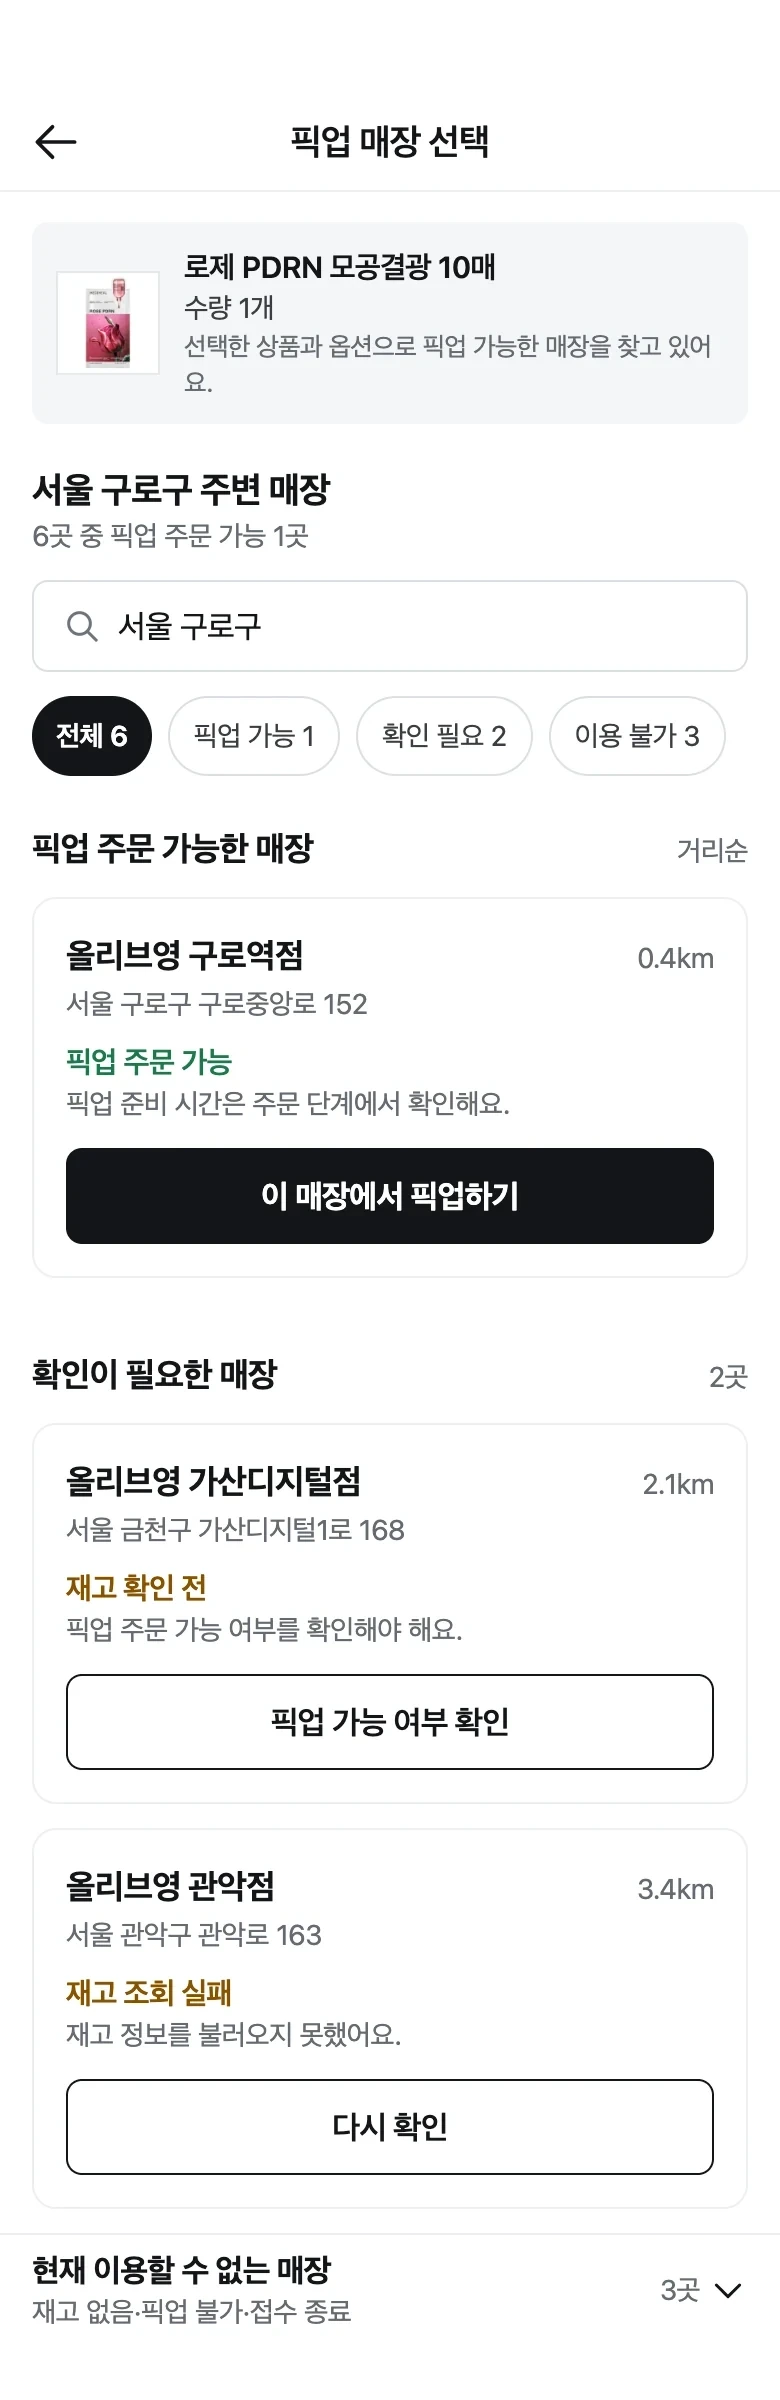 픽업 매장 선택
로제 PDRN 모공결광 10매
수량 1개
선택한 상품과 옵션으로 픽업 가능한 매장을 찾고 있어
요.
서울 구로구 주변 매장
6곳 중 픽업 주문 가능 1곳
서울 구로구
전체 6 픽업 가능 1 확인 필요 2 이용 불가 3
픽업 주문 가능한 매장 거리순
올리브영 구로역점 0.4km
서울 구로구 구로중앙로 152
픽업 주문 가능
픽업 준비 시간은 주문 단계에서 확인해요.
이 매장에서 픽업하기
확인이 필요한 매장 2곳
올리브영 가산디지털점 2.1km
서울 금천구 가산디지털1로 168
재고 확인 전
픽업 주문 가능 여부를 확인해야 해요.
픽업 가능 여부 확인
올리브영 관악점 3.4km
서울 관악구 관악로 163
재고 조회 실패
재고 정보를 불러오지 못했어요.
다시 확인
현재 이용할 수 없는 매장 3곳
재고 없음·픽업 불가·접수 종료